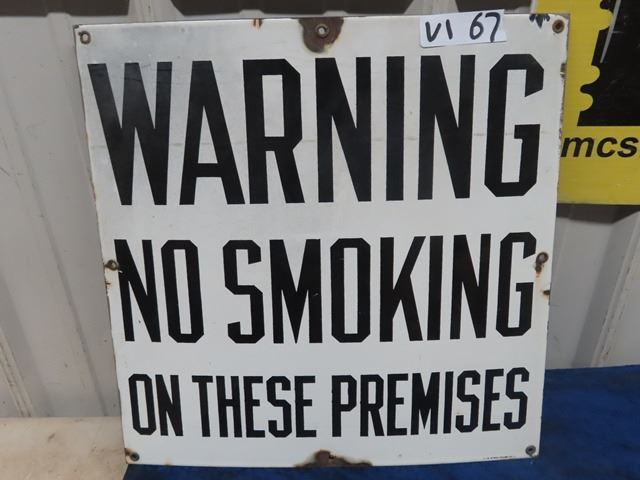 VI 67
WARNING
NO SMOKING
ON THESE PREMISES
mcs